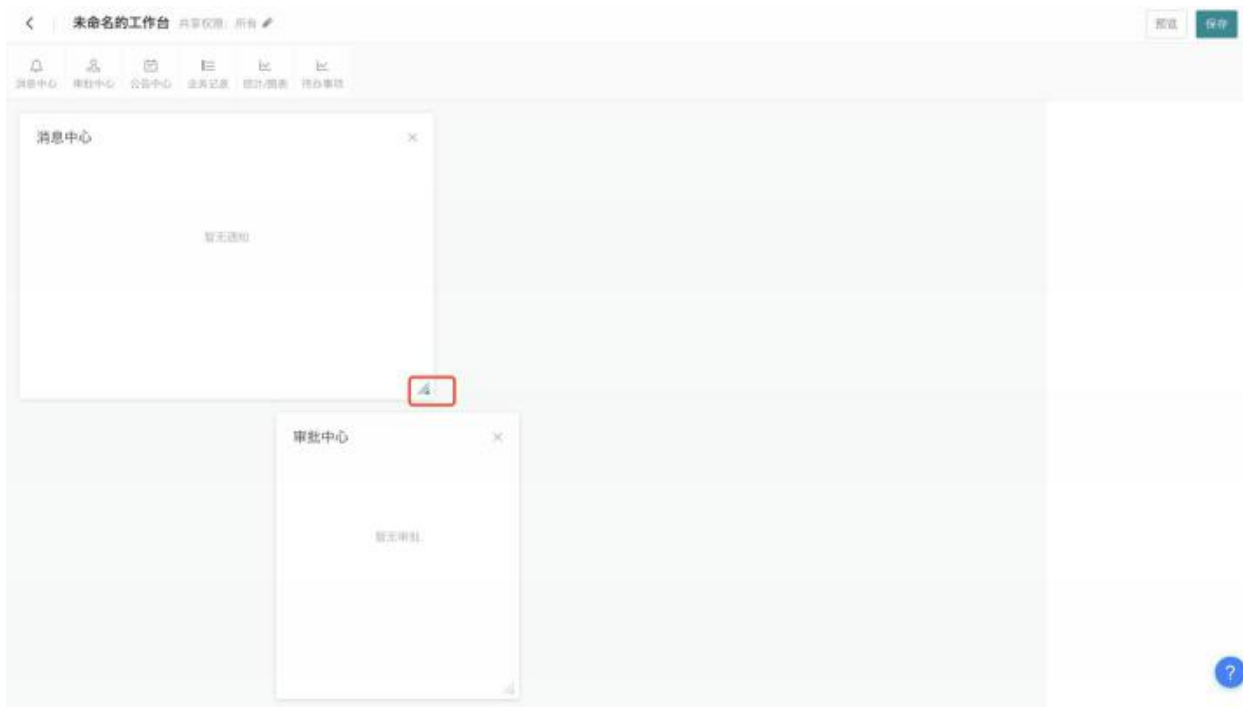 未命名的工作台 共享权限: 所有
预览 保存
消息中心 审批中心 公告中心 业务记录 统计/图表 待办事项
消息中心
暂无通知
审批中心
暂无审批
?